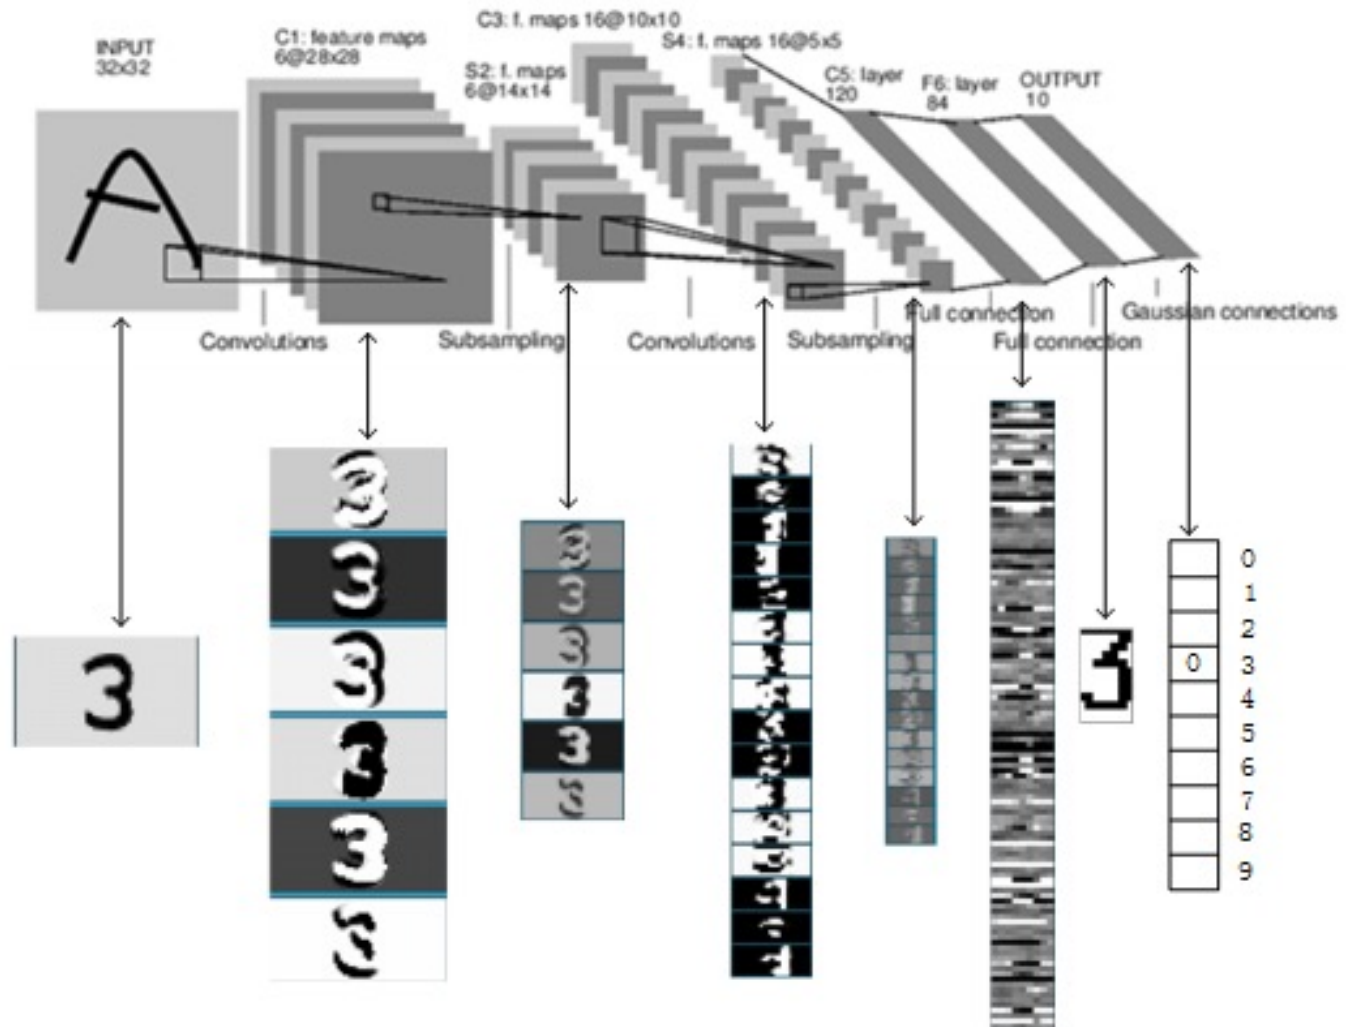 INPUT
32x32
C1: feature maps
6@28x28
S2: f. maps
6@14x14
C3: f. maps 16@10x10
S4: f. maps 16@5x5
C5: layer
120
F6: layer
84
OUTPUT
10
Convolutions
Subsampling
Convolutions
Subsampling
Full connection
Full connection
Gaussian connections
3
3
0
0
1
2
3
4
5
6
7
8
9